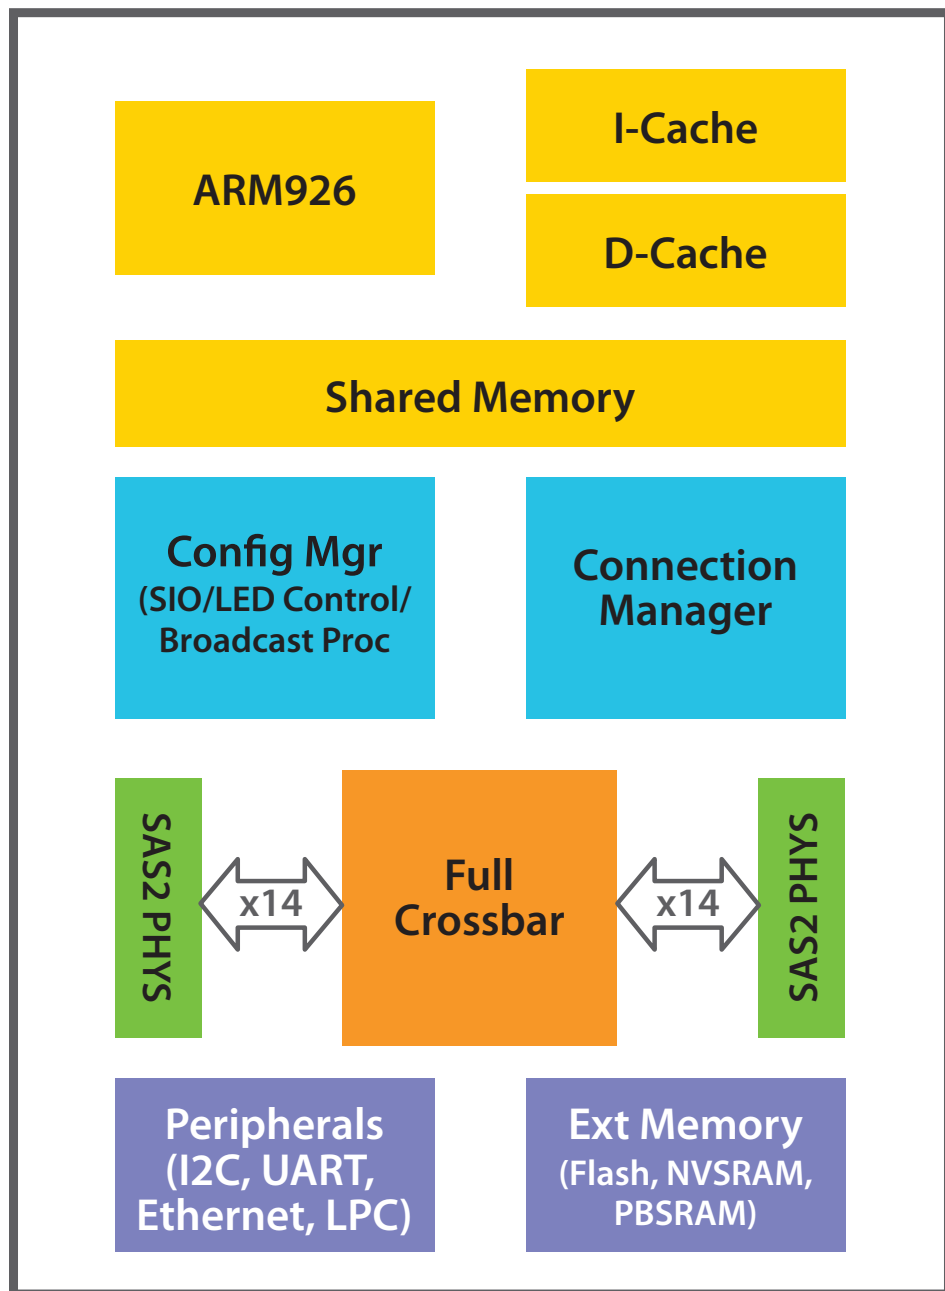 ARM926
I-Cache
D-Cache
Shared Memory
Config Mgr
(SIO/LED Control/
Broadcast Proc
Connection
Manager
SAS2 PHYS
x14
Full
Crossbar
x14
SAS2 PHYS
Peripherals
(I2C, UART,
Ethernet, LPC)
Ext Memory
(Flash, NVSRAM,
PBSRAM)